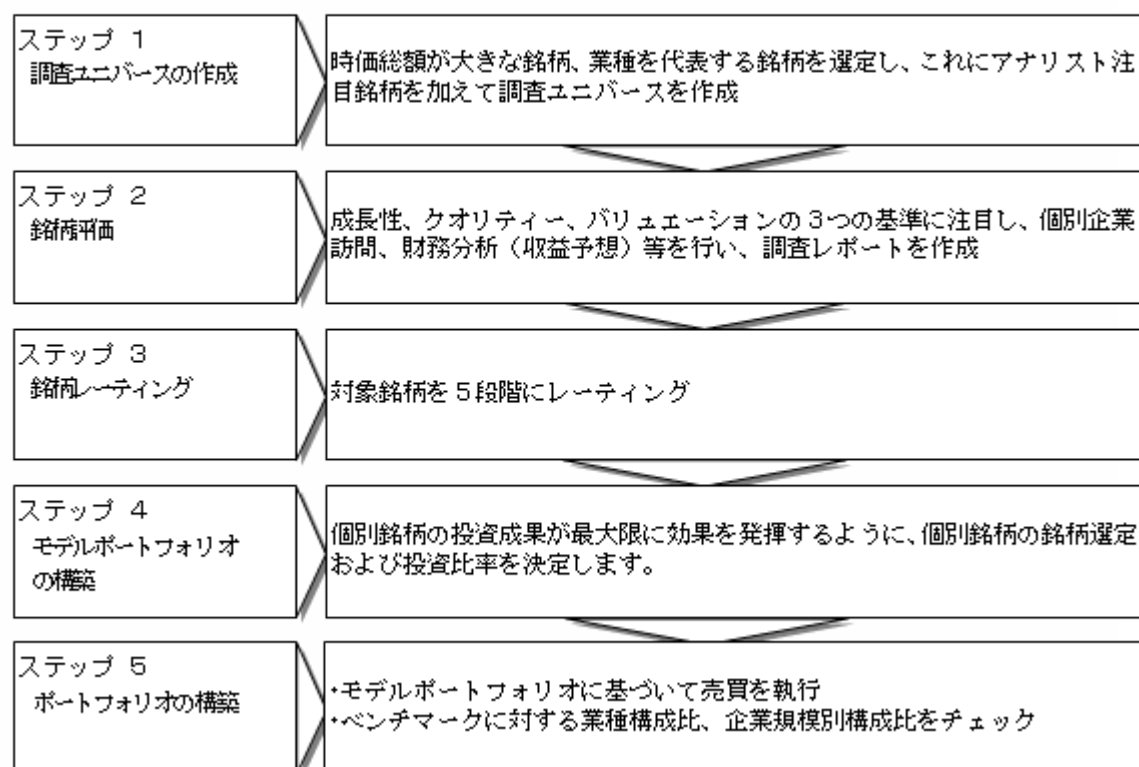 ステップ 1
調査ユニバースの作成
時価総額が大きな銘柄、業種を代表する銘柄を選定し、これにアナリスト注
目銘柄を加えて調査ユニバースを作成
ステップ 2
銘柄評価
成長性、クオリティー、バリュエーションの3つの基準に注目し、個別企業
訪問、財務分析（収益予想）等を行い、調査レポートを作成
ステップ 3
銘柄レーティング
対象銘柄を5段階にレーティング
ステップ 4
モデルポートフォリオ
の構築
個別銘柄の投資成果が最大限に効果を発揮するように、個別銘柄の銘柄選定
および投資比率を決定します。
ステップ 5
ポートフォリオの構築
・モデルポートフォリオに基づいて売買を執行
・ベンチマークに対する業種構成比、企業規模別構成比をチェック